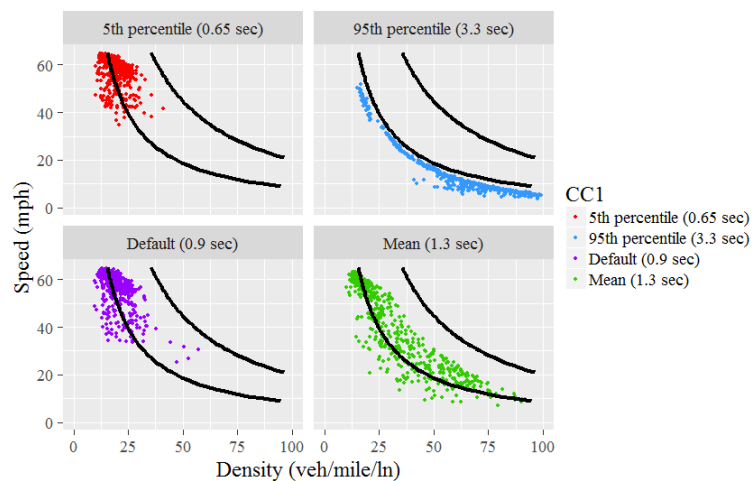 5th percentile (0.65 sec)
95th percentile (3.3 sec)
60
40
20
0
Default (0.9 sec)
Mean (1.3 sec)
60
40
20
0
0 25 50 75 100
0 25 50 75 100
Speed (mph)
Density (veh/mile/ln)
CC1
5th percentile (0.65 sec)
95th percentile (3.3 sec)
Default (0.9 sec)
Mean (1.3 sec)